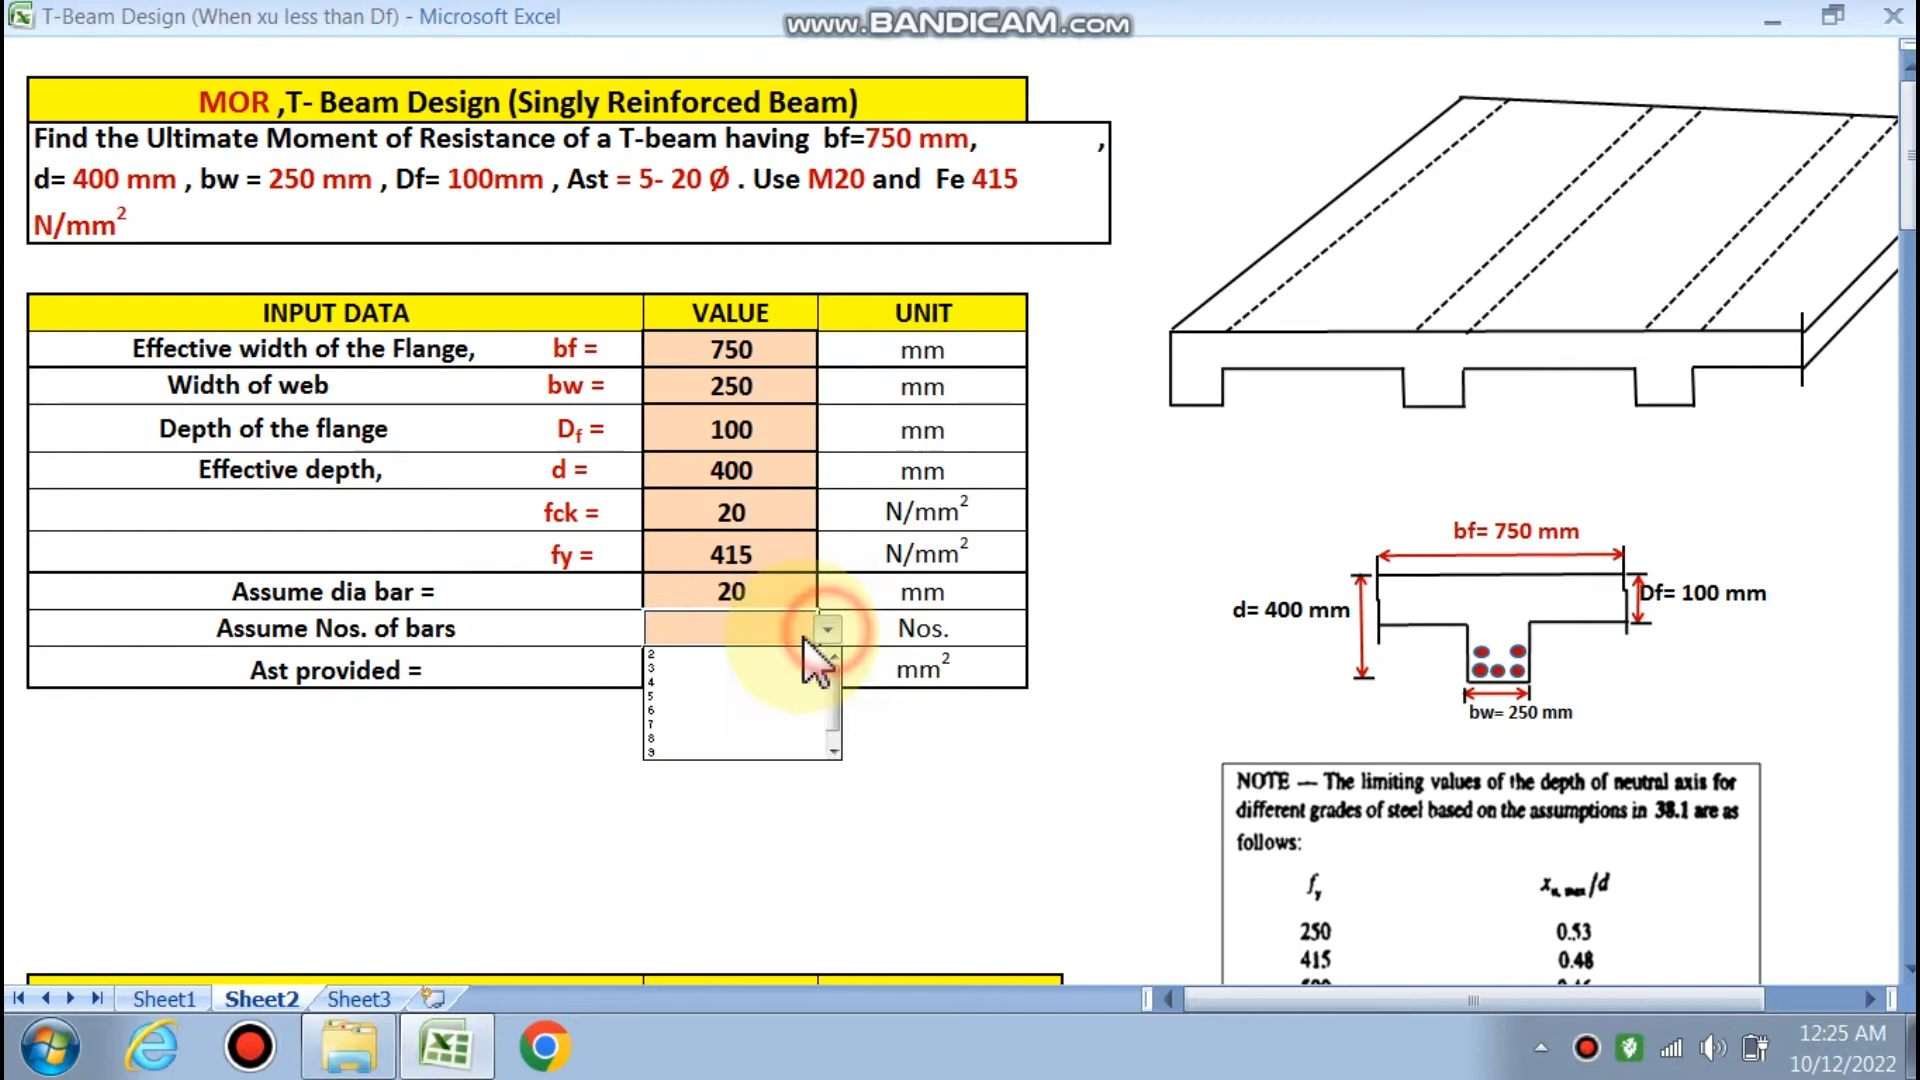 T-Beam Design (When xu less than Df) - Microsoft Excel
www.BANDICAM.com
MOR ,T- Beam Design (Singly Reinforced Beam)
Find the Ultimate Moment of Resistance of a T-beam having bf=750 mm, ,
d= 400 mm , bw = 250 mm , Df= 100mm , Ast = 5- 20 Ø . Use M20 and Fe 415
N/mm2
INPUT DATA VALUE UNIT
Effective width of the Flange, bf = 750 mm
Width of web bw = 250 mm
Depth of the flange Df = 100 mm
Effective depth, d = 400 mm
fck = 20 N/mm2
fy = 415 N/mm2
Assume dia bar = 20 mm
Assume Nos. of bars Nos.
Ast provided = mm2
2
3
4
5
6
7
8
9
bf= 750 mm
d= 400 mm
Df= 100 mm
bw= 250 mm
NOTE — The limiting values of the depth of neutral axis for
different grades of steel based on the assumptions in 38.1 are as
follows:
fy xu, max/d
250 0.53
415 0.48
Sheet1 Sheet2 Sheet3
12:25 AM
10/12/2022